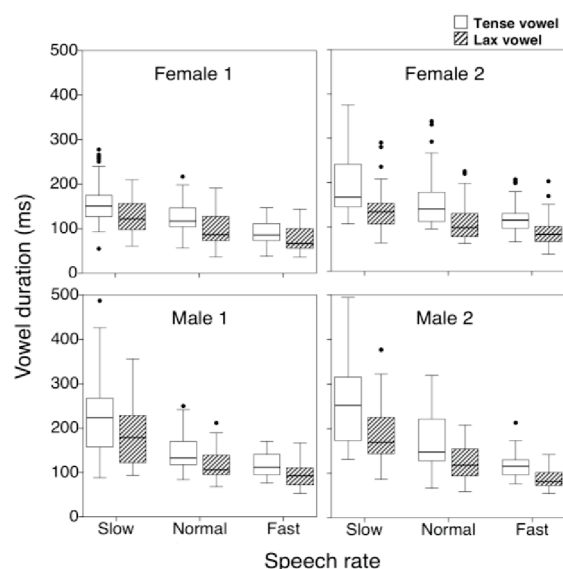 Tense vowel
Lax vowel
500
400
300
200
100
0
Female 1
Female 2
500
400
300
200
100
0
Male 1
Male 2
Vowel duration (ms)
Slow Normal Fast Slow Normal Fast
Speech rate